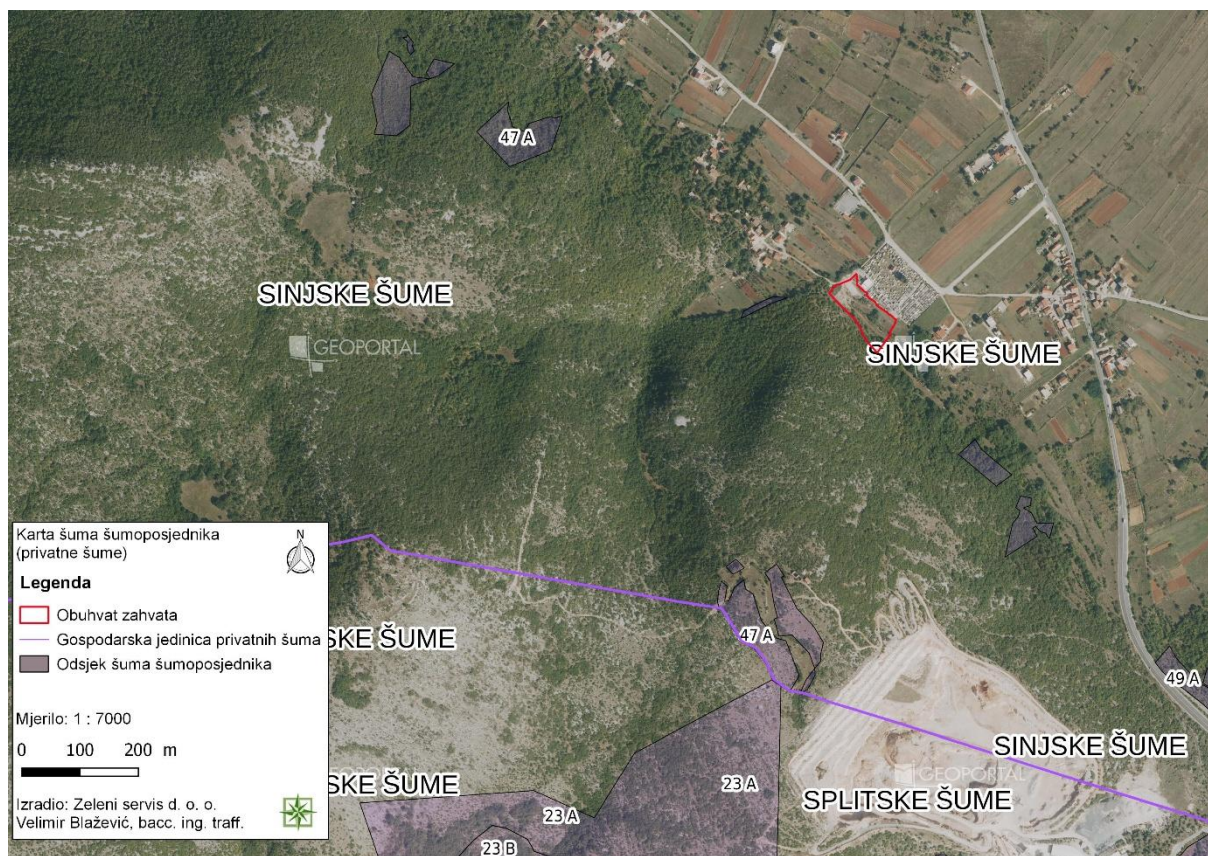 47 A
SINJSKE ŠUME
GEOPORTAL
SINJSKE ŠUME
Karta šuma šumoposjednika
(privatne šume)
N
Legenda
Obuhvat zahvata
Gospodarska jedinica privatnih šuma
Odsjek šuma šumoposjednika
Mjerilo: 1 : 7000
0 100 200 m
Izradio: Zeleni servis d. o. o.
Velimir Blažević, bacc. ing. traff.
SKE ŠUME
47 A
49 A
SINJSKE ŠUME
GEOPORTAL
SPLITSKE ŠUME
SKE ŠUME
23 A
23 A
23 B